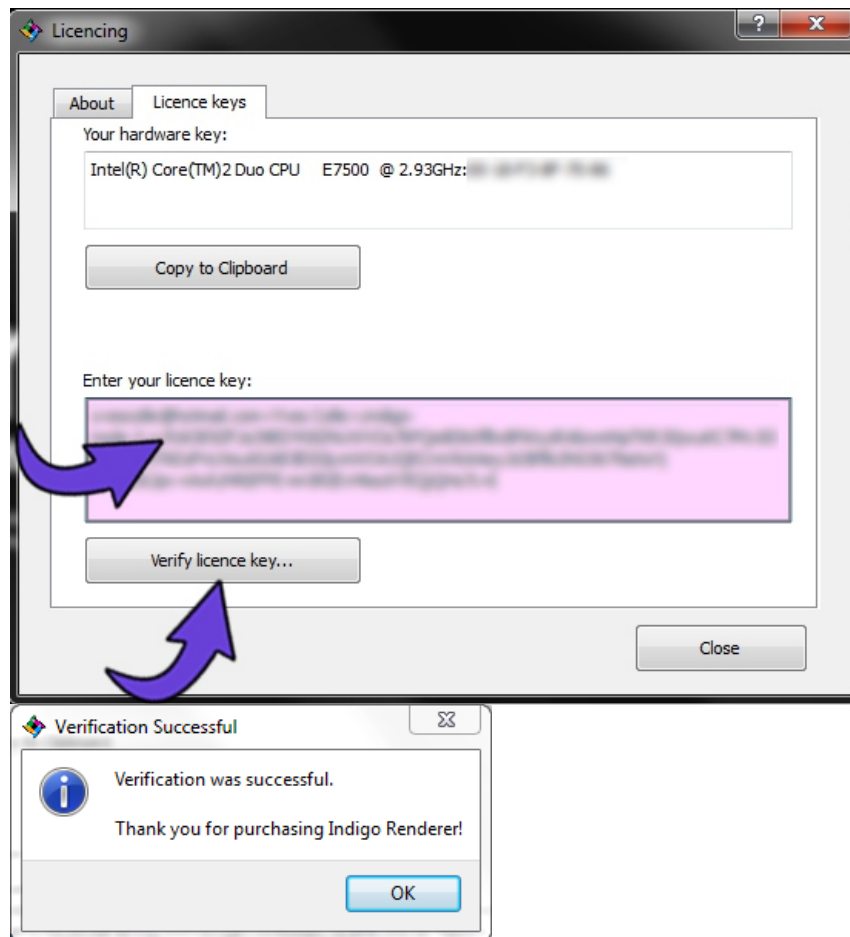 Licencing
?
About
Licence keys
Your hardware key:
Intel(R) Core(TM)2 Duo CPU E7500 @ 2.93GHz:
Copy to Clipboard
Enter your licence key:
Verify licence key...
Close
Verification Successful
Verification was successful.
Thank you for purchasing Indigo Renderer!
OK